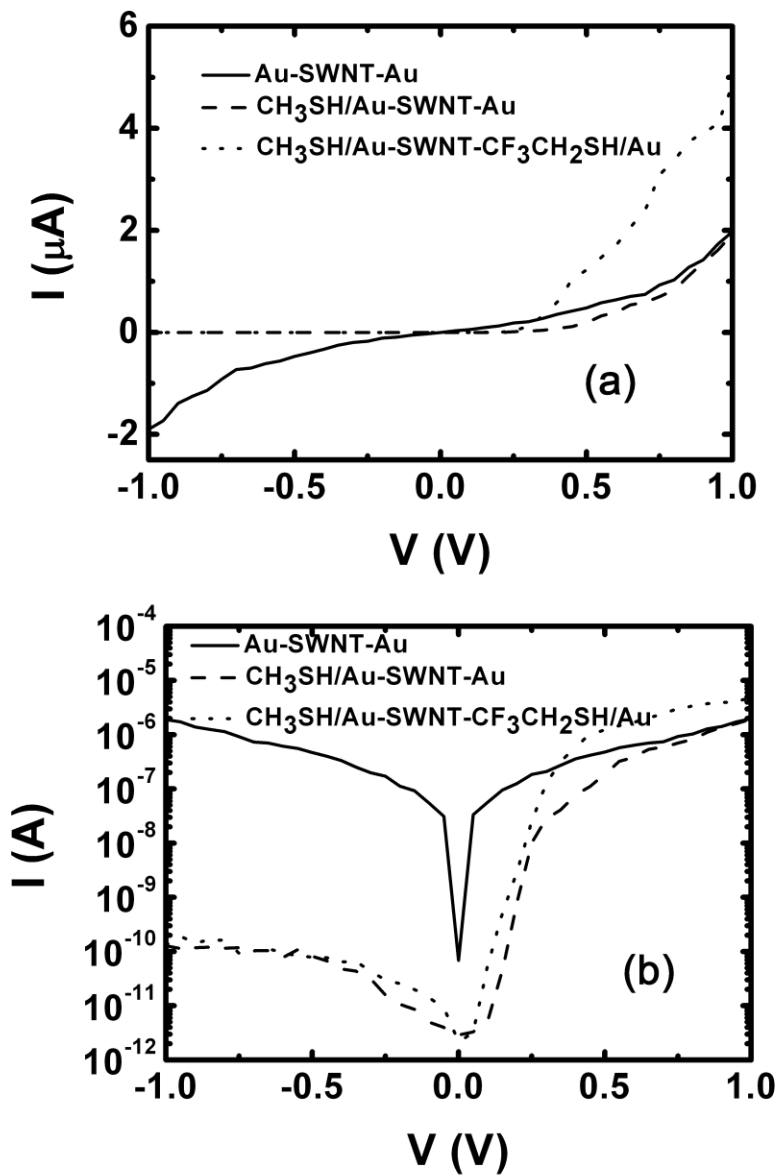 6
Au-SWNT-Au
CH₃SH/Au-SWNT-Au
4
CH₃SH/Au-SWNT-CF₃CH₂SH/Au
I (μA)
2
0
(a)
-2
-1.0 -0.5 0.0 0.5 1.0
V (V)
10⁻⁴
Au-SWNT-Au
CH₃SH/Au-SWNT-Au
10⁻⁵
CH₃SH/Au-SWNT-CF₃CH₂SH/Au
10⁻⁶
10⁻⁷
I (A)
10⁻⁸
10⁻⁹
10⁻¹⁰
(b)
10⁻¹¹
10⁻¹²
-1.0 -0.5 0.0 0.5 1.0
V (V)